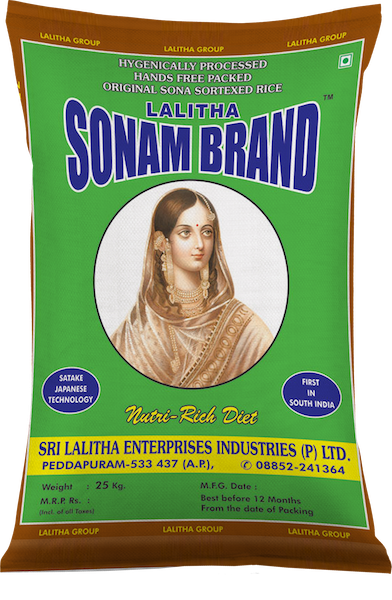 LALITHA GROUP LALITHA GROUP LALITHA GROUP
HYGENICALLY PROCESSED
HANDS FREE PACKED
ORIGINAL SONA SORTEXED RICE
LALITHA
SONAM BRAND TM
SATAKE
JAPANESE
TECHNOLOGY
FIRST
IN
SOUTH INDIA
Nutri-Rich Diet
SRI LALITHA ENTERPRISES INDUSTRIES (P) LTD.
PEDDAPURAM-533 437 (A.P.), ✆ 08852-241364
Weight : 25 Kg.
M.R.P. Rs. :
(Incl. of all Taxes)
M.F.G. Date :
Best before 12 Months
From the date of Packing
LALITHA GROUP LALITHA GROUP LALITHA GROUP